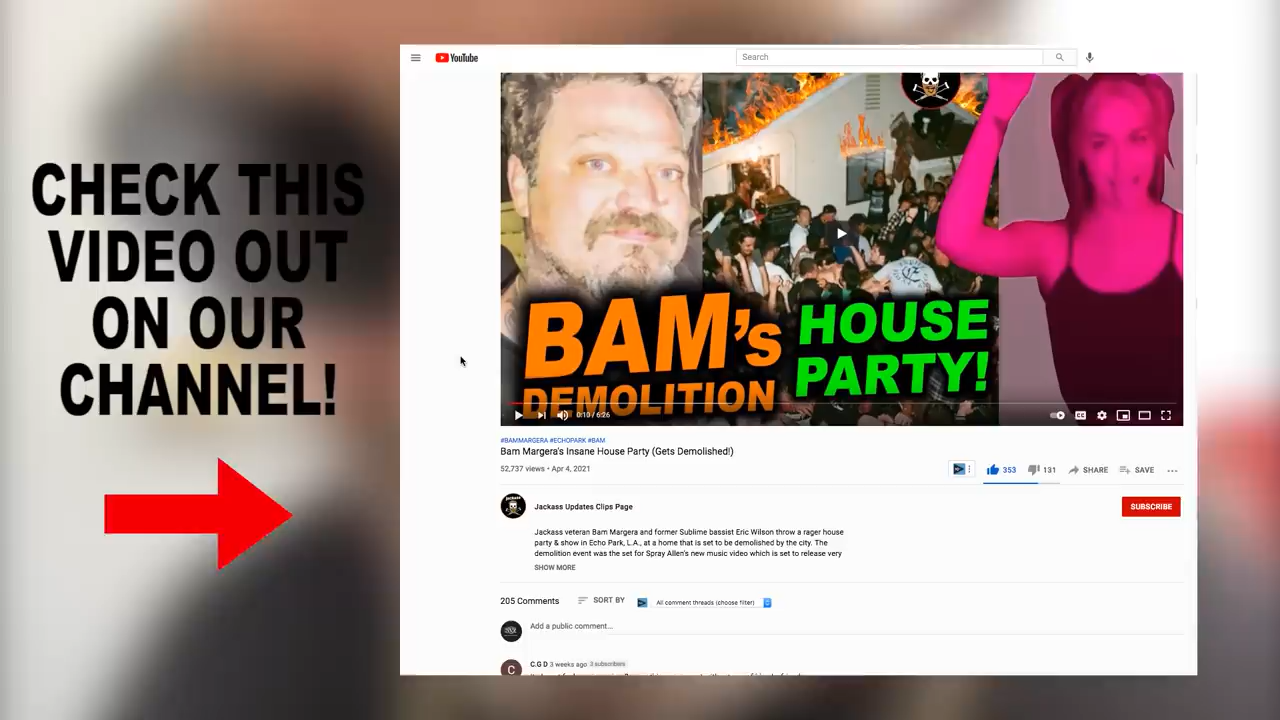 CHECK THIS
VIDEO OUT
ON OUR
CHANNEL!
YouTube
Search
BAM's
DEMOLITION
HOUSE
PARTY!
0:10 / 6:26
#BAMMARGERA #ECHOPARK #BAM
Bam Margera's Insane House Party (Gets Demolished!)
52,737 views • Apr 4, 2021
353
131
SHARE
SAVE
Jackass Updates Clips Page
SUBSCRIBE
Jackass veteran Bam Margera and former Sublime bassist Eric Wilson throw a rager house
party & show in Echo Park, L.A., at a home that is set to be demolished by the city. The
demolition event was the set for Spray Allen's new music video which is set to release very
SHOW MORE
205 Comments
SORT BY
All comment threads (choose filter)
Add a public comment...
C
C.G D 3 weeks ago 3 subscribers